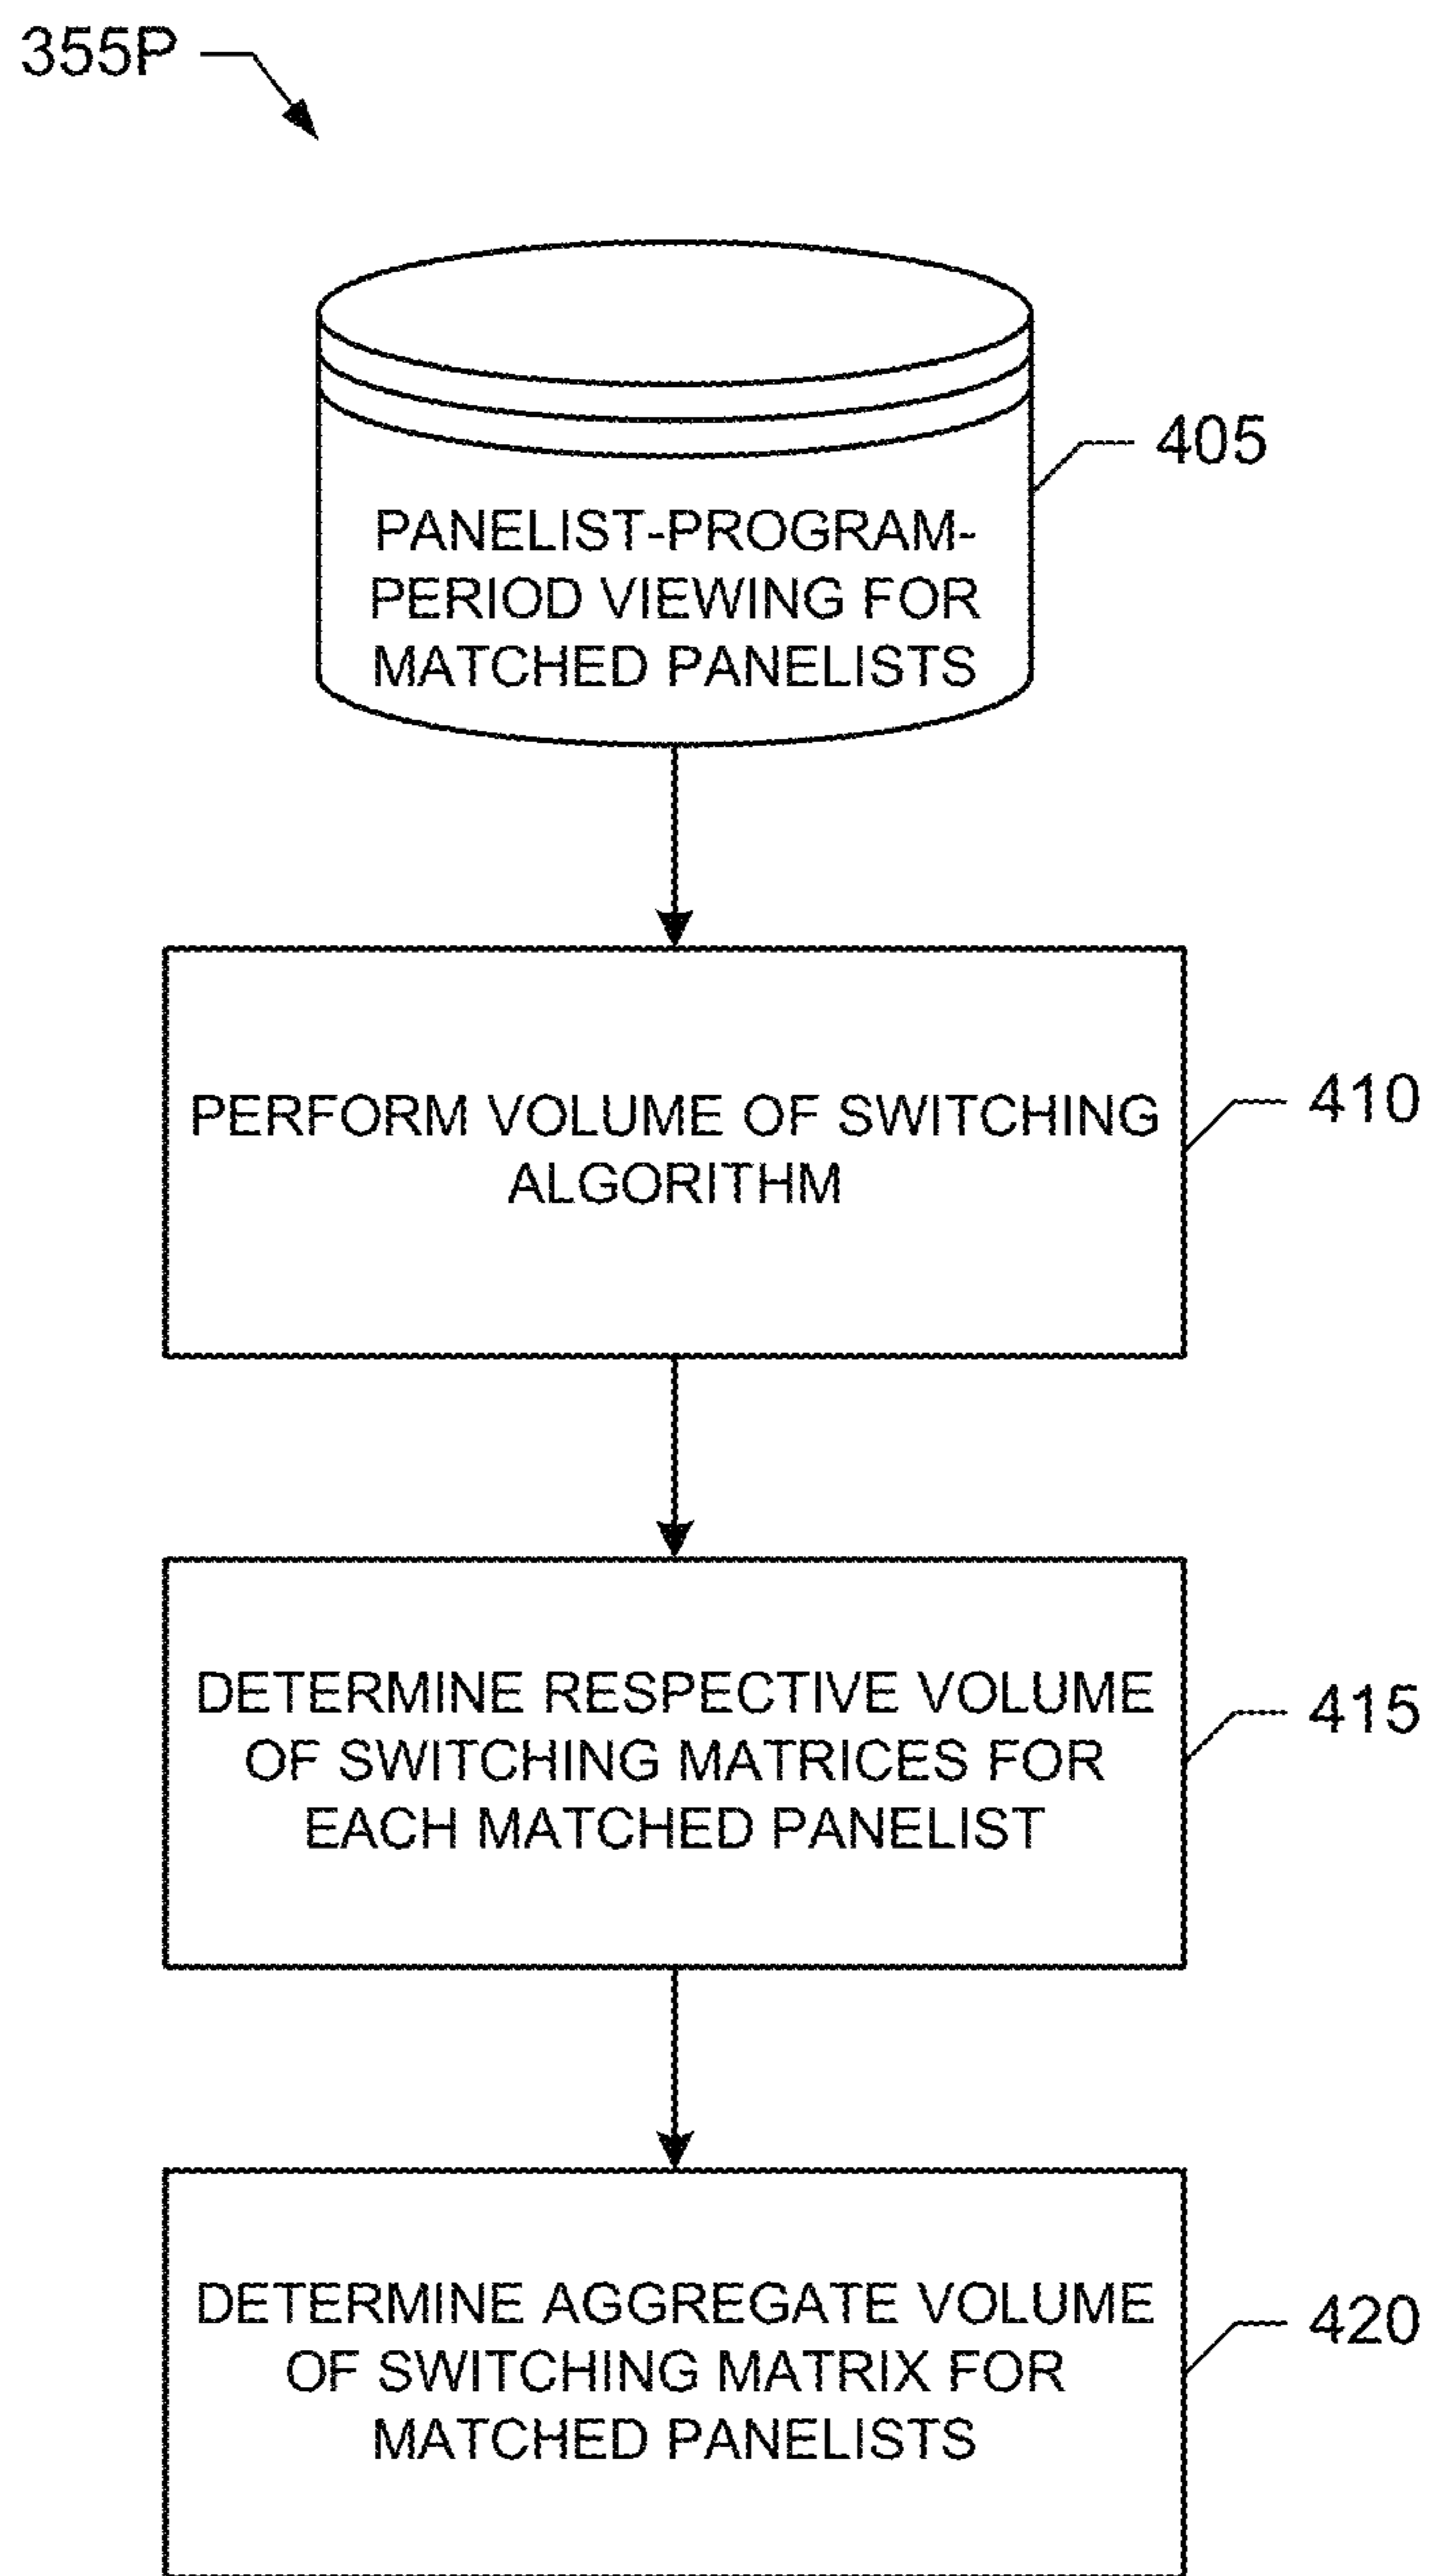 355P
PANELIST-PROGRAM-
PERIOD VIEWING FOR
MATCHED PANELISTS
405
PERFORM VOLUME OF SWITCHING
ALGORITHM
410
DETERMINE RESPECTIVE VOLUME
OF SWITCHING MATRICES FOR
EACH MATCHED PANELIST
415
DETERMINE AGGREGATE VOLUME
OF SWITCHING MATRIX FOR
MATCHED PANELISTS
420